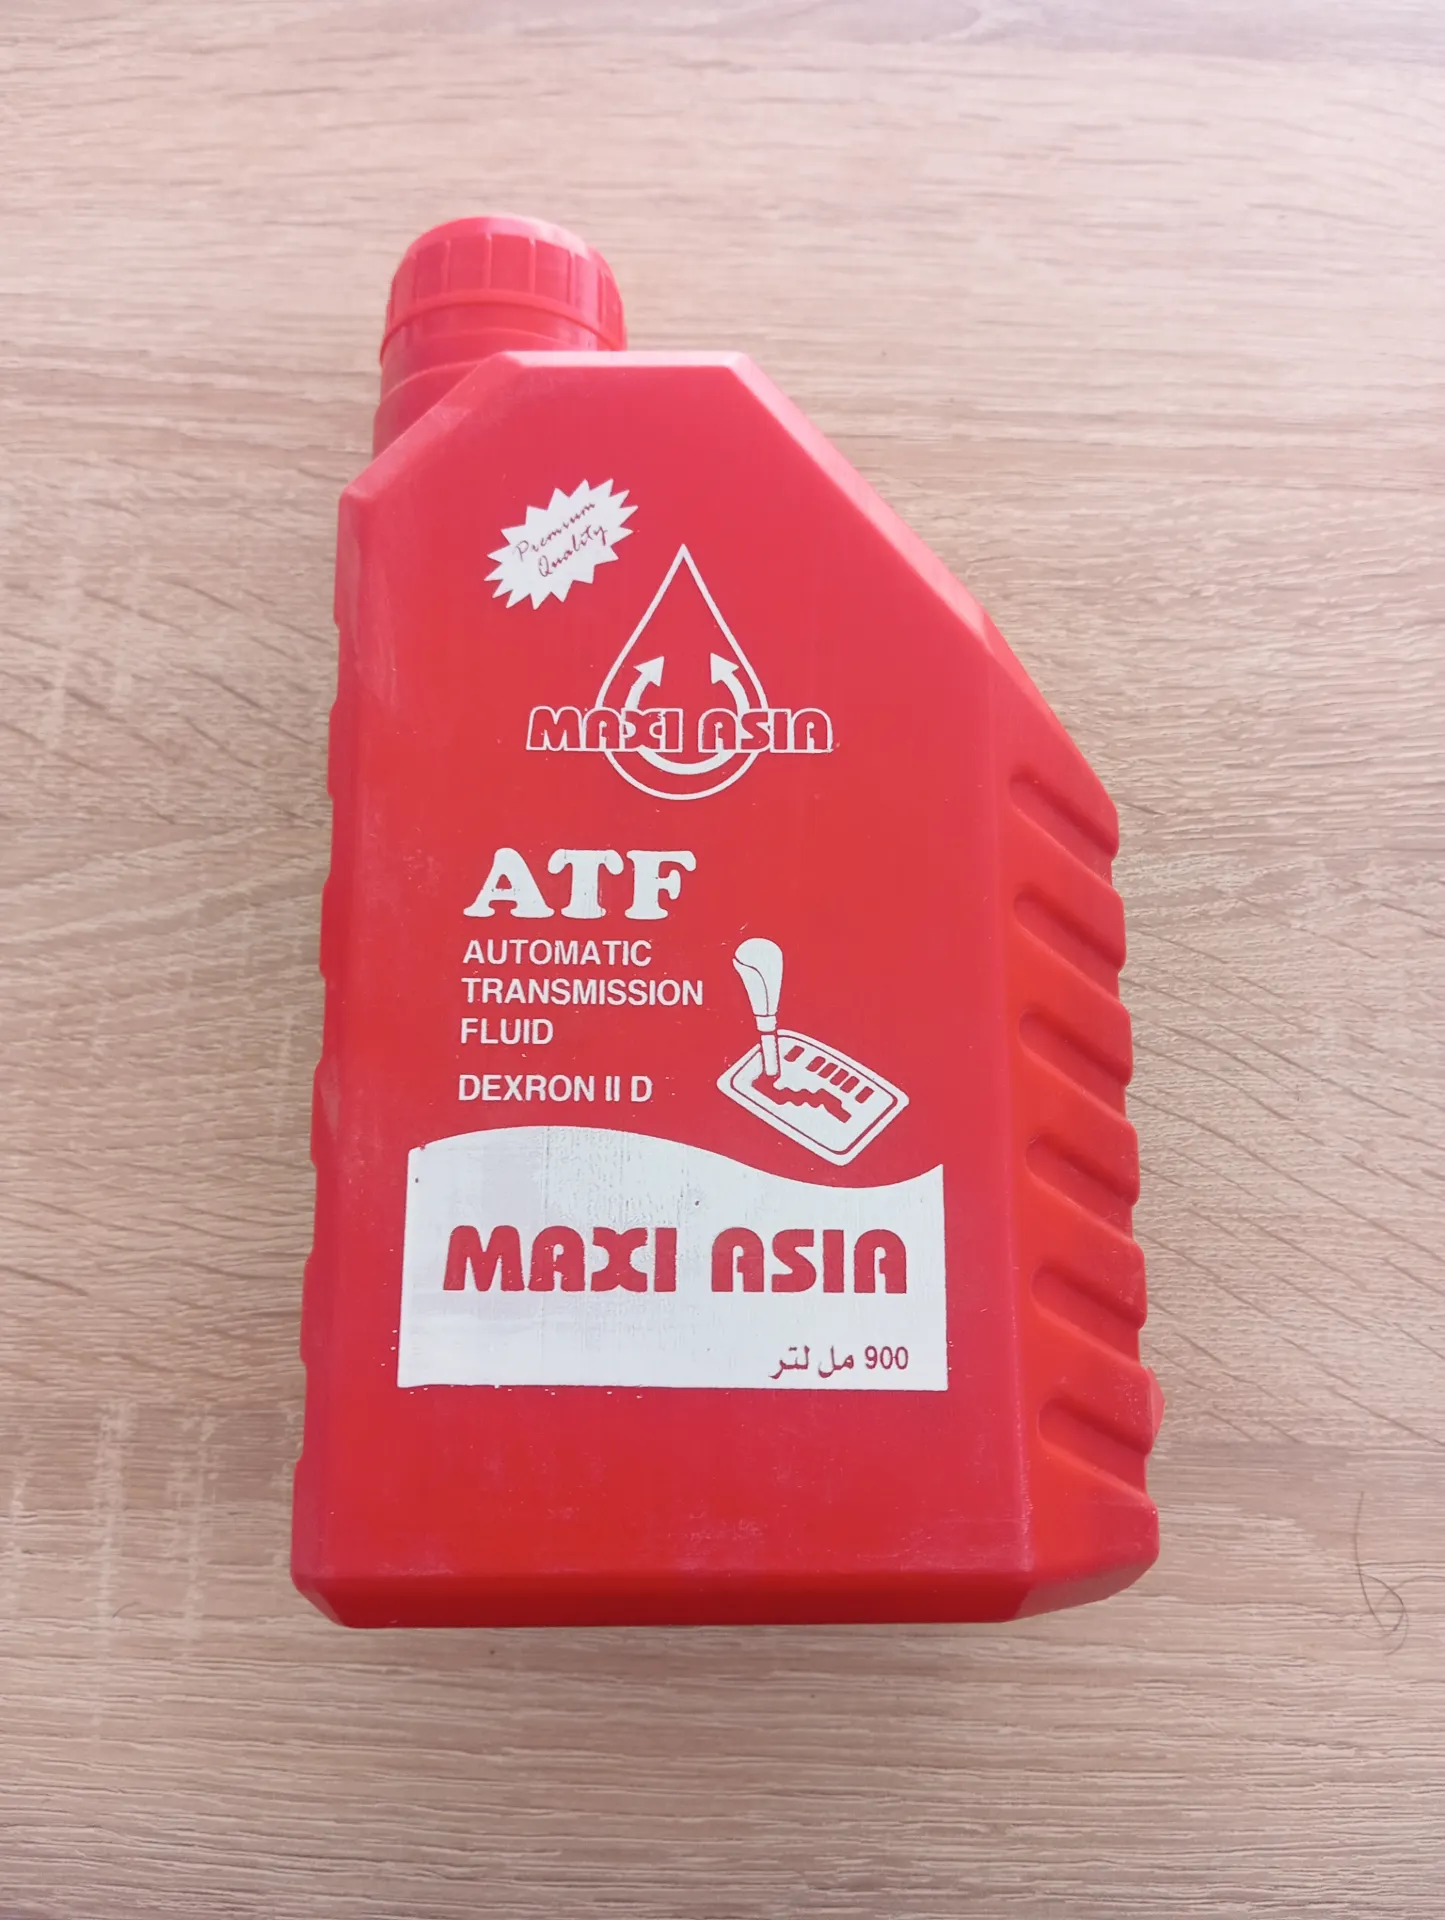 Premium
Quality
MAXI ASIA
ATF
AUTOMATIC
TRANSMISSION
FLUID
DEXRON II D
MAXI ASIA
900 مل لتر